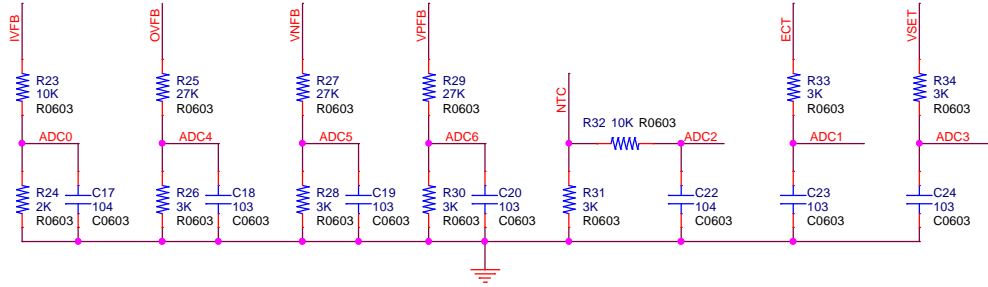 IVFB
OVFB
VNFB
VPFB
ECT
VSET
NTC
R23
10K
R0603
R25
27K
R0603
R27
27K
R0603
R29
27K
R0603
R33
3K
R0603
R34
3K
R0603
R32 10K R0603
ADC0
ADC4
ADC5
ADC6
ADC2
ADC1
ADC3
R24
2K
R0603
C17
104
C0603
R26
3K
R0603
C18
103
C0603
R28
3K
R0603
C19
103
C0603
R30
3K
R0603
C20
103
C0603
R31
3K
R0603
C22
104
C0603
C23
103
C0603
C24
103
C0603